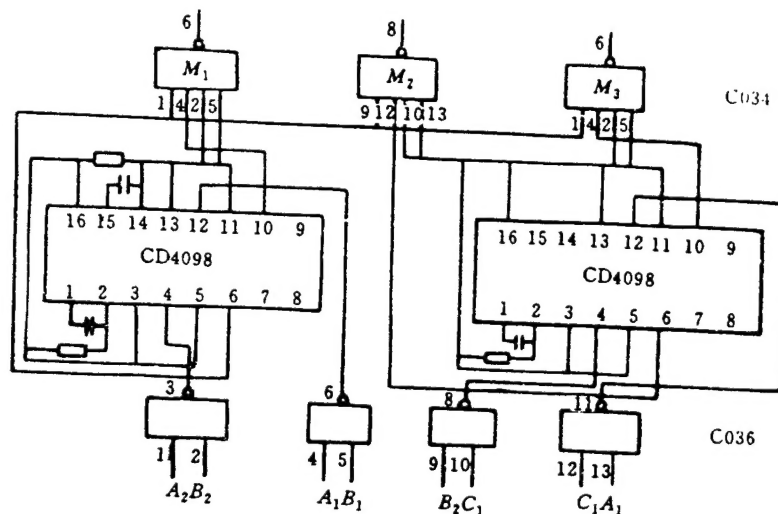 6 8 6
M₁ M₂ M₃ C034
1 4 2 5 9 12 10 13 1 4 2 5
16 15 14 13 12 11 10 9
CD4098
1 2 3 4 5 6 7 8
16 15 14 13 12 11 10 9
CD4098
1 2 3 4 5 6 7 8
3 6 8 11
C036
1 2 4 5 9 10 12 13
A₂B₂ A₁B₁ B₂C₁ C₁A₁